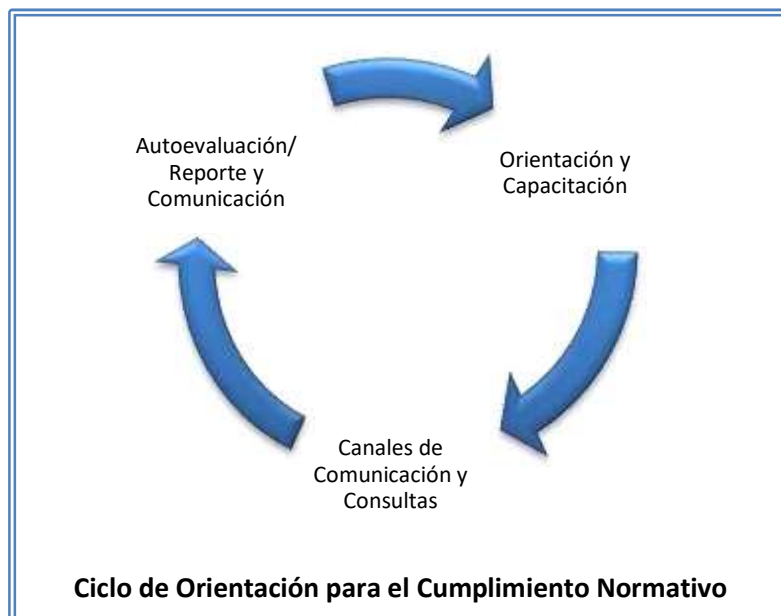 Autoevaluación/
Reporte y
Comunicación
Orientación y
Capacitación
Canales de
Comunicación y
Consultas
Ciclo de Orientación para el Cumplimiento Normativo